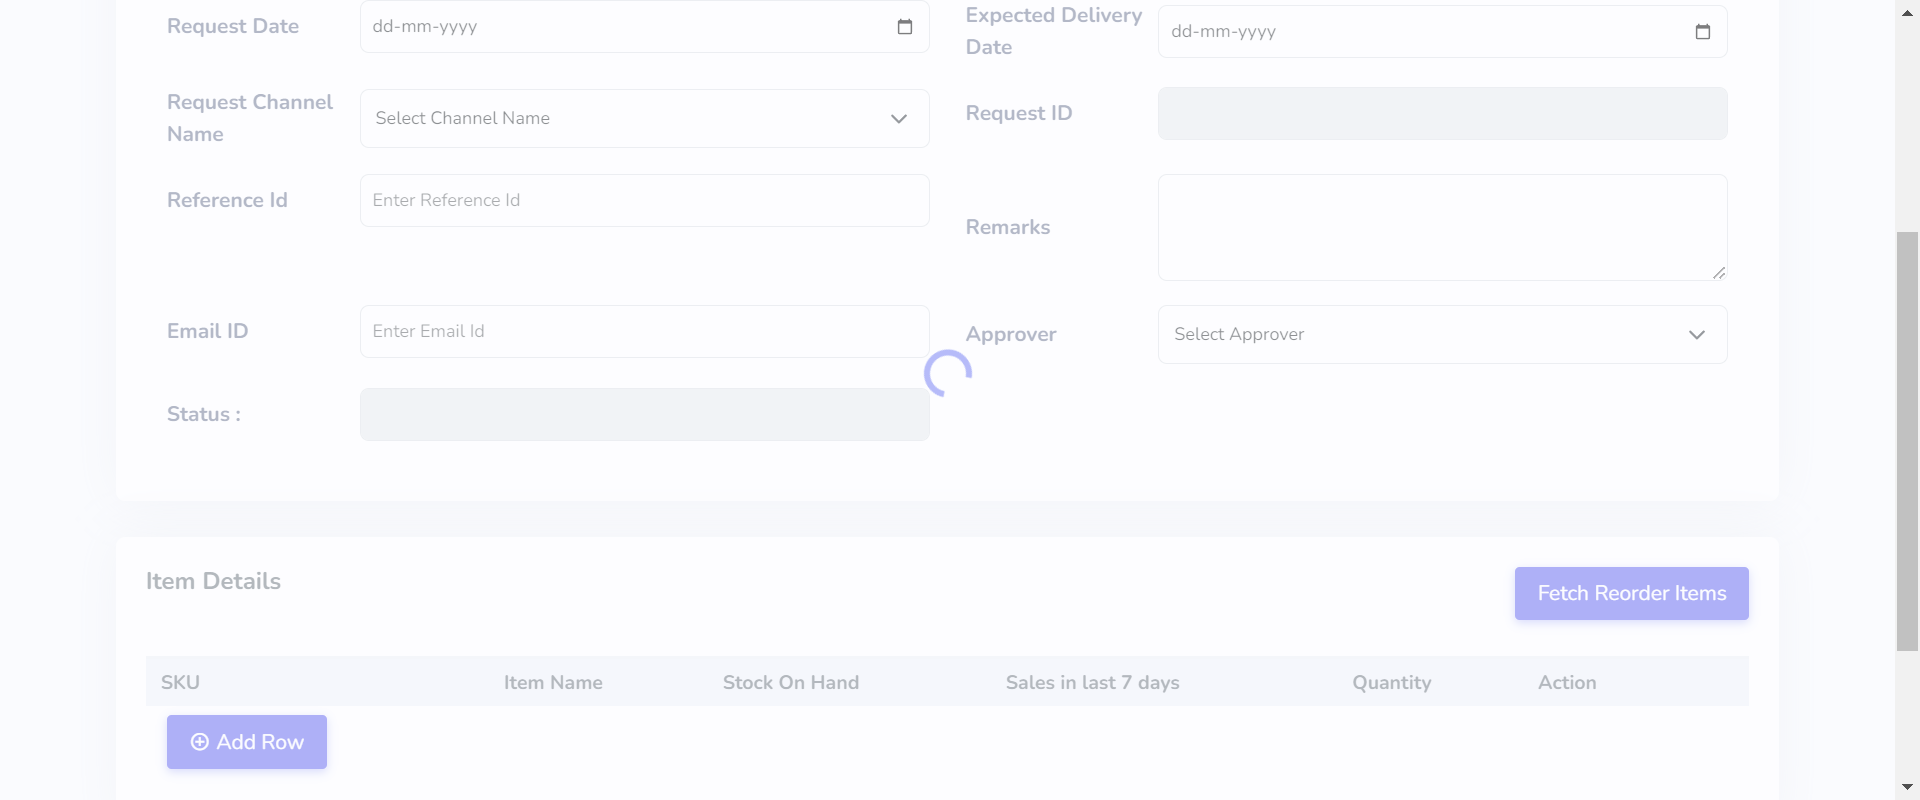 Request Date
dd-mm-yyyy
Expected Delivery
Date
dd-mm-yyyy
Request Channel
Name
Select Channel Name
Request ID
Reference Id
Enter Reference Id
Remarks
Email ID
Enter Email Id
Approver
Select Approver
Status :
Item Details
Fetch Reorder Items
SKU Item Name Stock On Hand Sales in last 7 days Quantity Action
Add Row